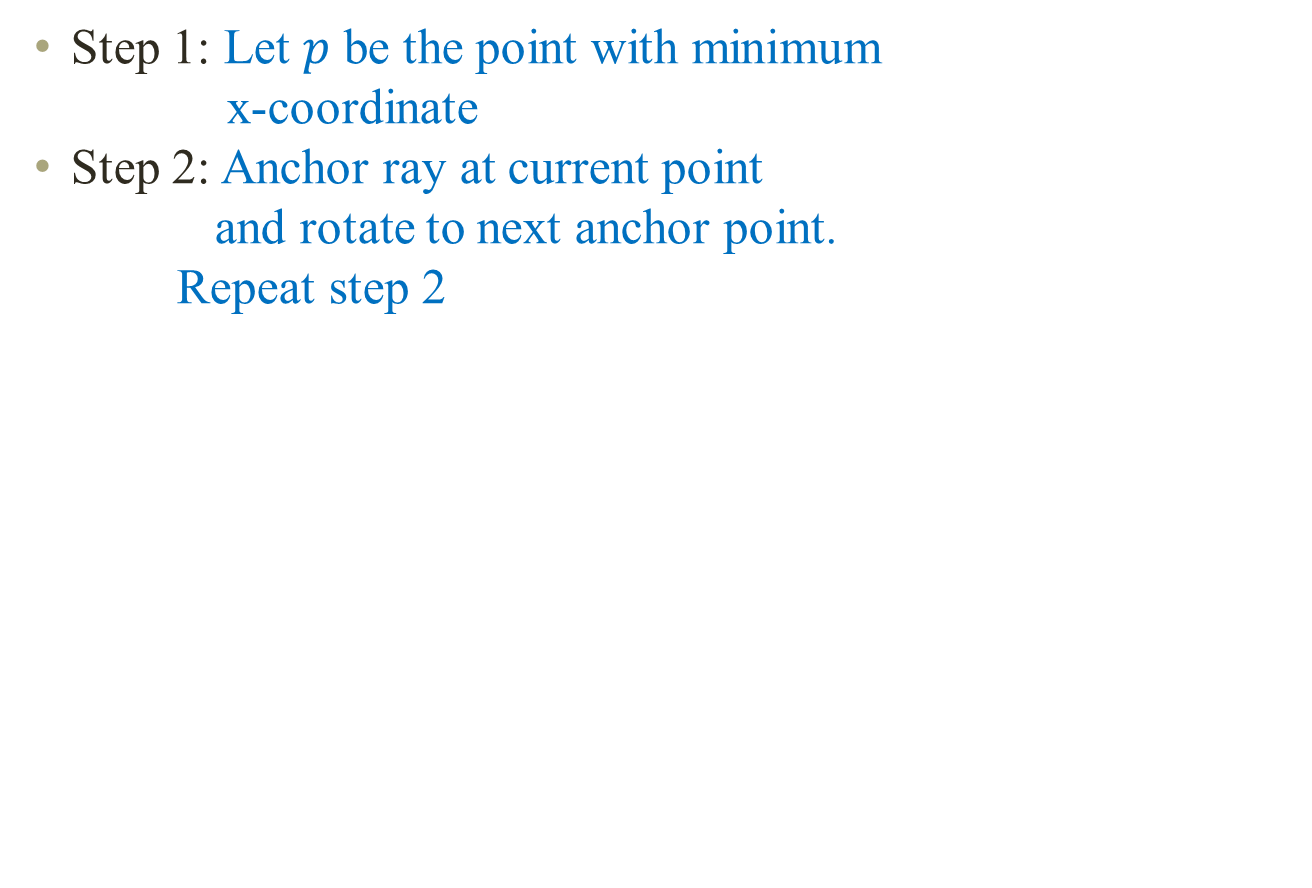 • Step 1: Let 𝑝 be the point with minimum
x-coordinate
• Step 2: Anchor ray at current point
and rotate to next anchor point.
Repeat step 2